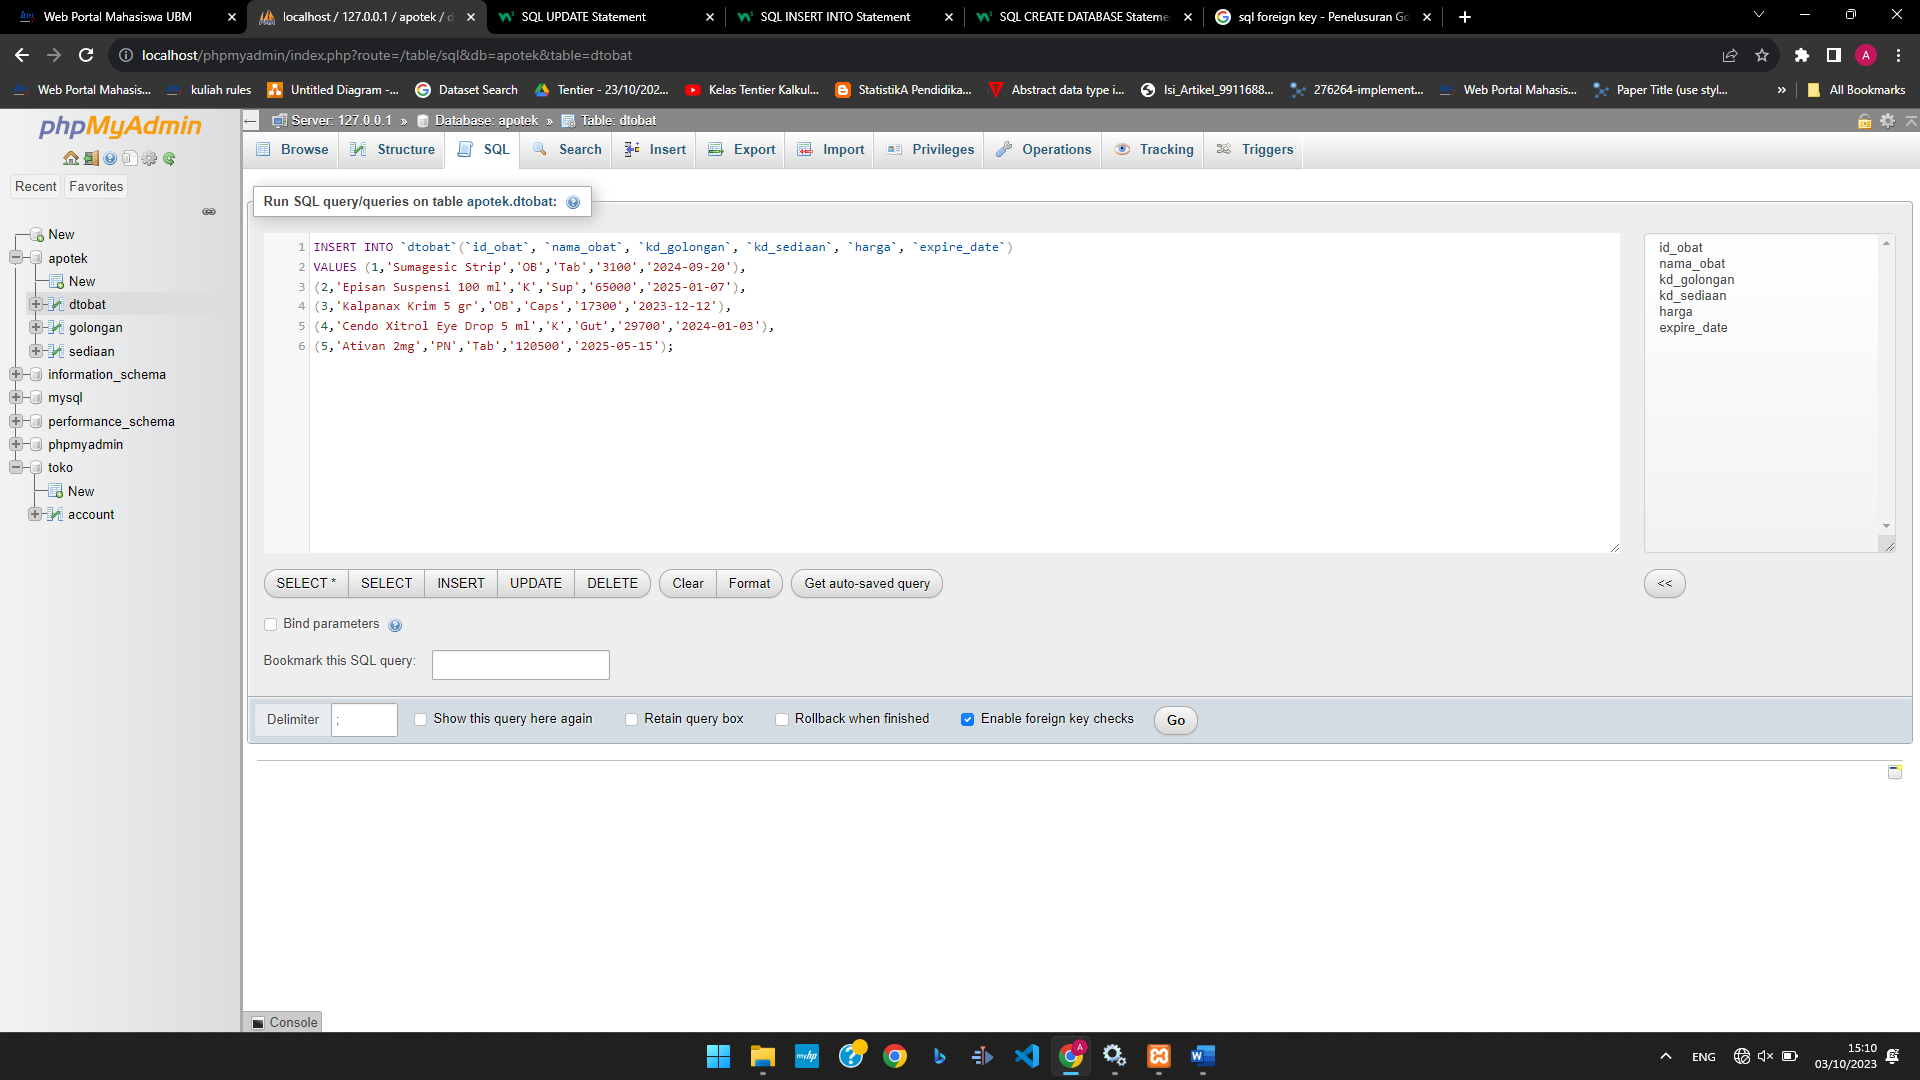 Web Portal Mahasiswa UBM
localhost / 127.0.0.1 / apotek / d
SQL UPDATE Statement
SQL INSERT INTO Statement
SQL CREATE DATABASE Stateme
sql foreign key - Penelusuran Go
localhost/phpmyadmin/index.php?route=/table/sql&db=apotek&table=dtobat
A
Web Portal Mahasis...
kuliah rules
Untitled Diagram -...
Dataset Search
Tentier - 23/10/202...
Kelas Tentier Kalkul...
StatistikA Pendidika...
Abstract data type i...
Isi_Artikel_9911688...
276264-implement...
Web Portal Mahasis...
Paper Title (use styl...
»
All Bookmarks
phpMyAdmin
Recent
Favorites
New
apotek
New
dtobat
golongan
sediaan
information_schema
mysql
performance_schema
phpmyadmin
toko
New
account
Server: 127.0.0.1 » Database: apotek » Table: dtobat
Browse
Structure
SQL
Search
Insert
Export
Import
Privileges
Operations
Tracking
Triggers
Run SQL query/queries on table apotek.dtobat:
1 INSERT INTO `dtobat`(`id_obat`, `nama_obat`, `kd_golongan`, `kd_sediaan`, `harga`, `expire_date`)
2 VALUES (1,'Sumagesic Strip','OB','Tab','3100','2024-09-20'),
3 (2,'Episan Suspensi 100 ml','K','Sup','65000','2025-01-07'),
4 (3,'Kalpanax Krim 5 gr','OB','Caps','17300','2023-12-12'),
5 (4,'Cendo Xitrol Eye Drop 5 ml','K','Gut','29700','2024-01-03'),
6 (5,'Ativan 2mg','PN','Tab','120500','2025-05-15');
id_obat
nama_obat
kd_golongan
kd_sediaan
harga
expire_date
SELECT *
SELECT
INSERT
UPDATE
DELETE
Clear
Format
Get auto-saved query
<<
Bind parameters
Bookmark this SQL query:
Delimiter
;
Show this query here again
Retain query box
Rollback when finished
Enable foreign key checks
Go
Console
ENG
15:10
03/10/2023